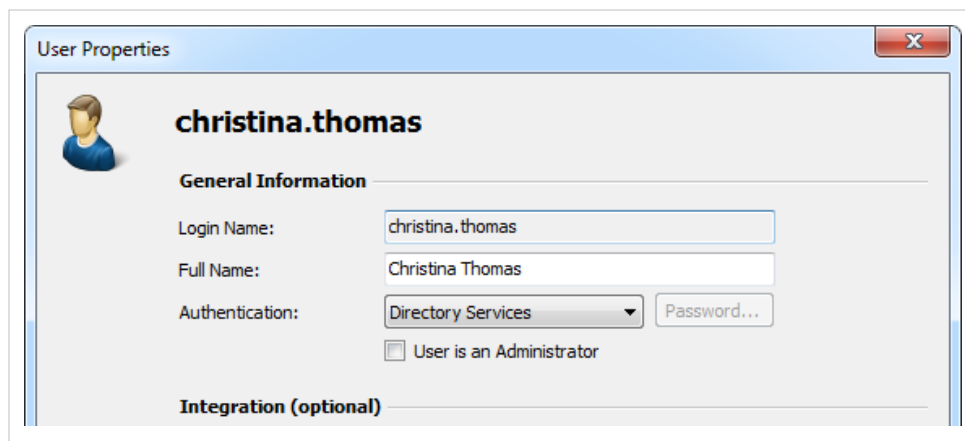 User Properties
christina.thomas
General Information
Login Name: christina.thomas
Full Name: Christina Thomas
Authentication: Directory Services Password...
User is an Administrator
Integration (optional)